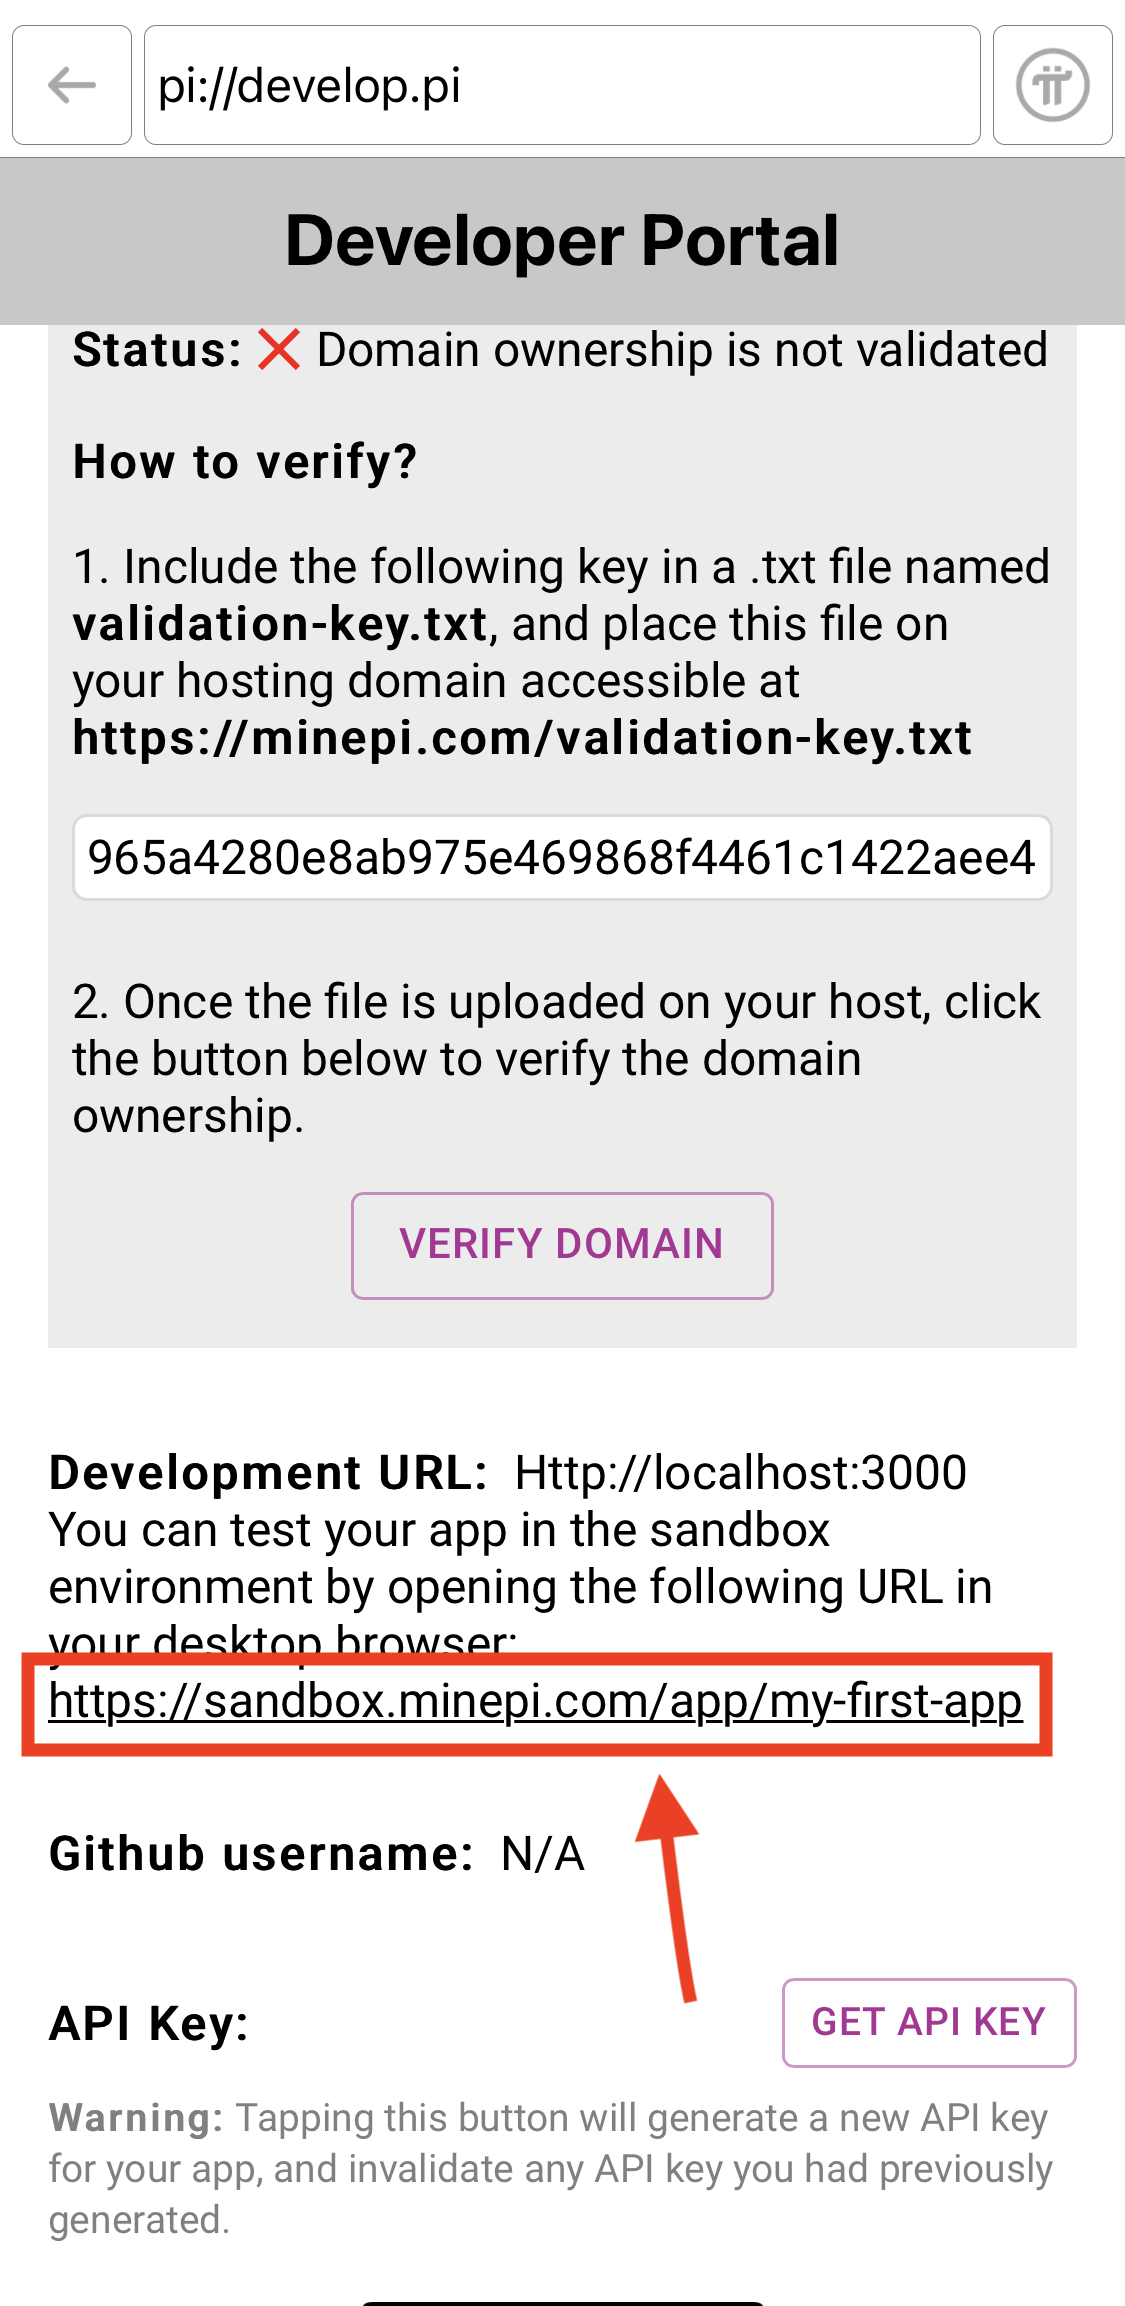 pi://develop.pi
Developer Portal
Status: ❌ Domain ownership is not validated
How to verify?
1. Include the following key in a .txt file named
validation-key.txt, and place this file on
your hosting domain accessible at
https://minepi.com/validation-key.txt
965a4280e8ab975e469868f4461c1422aee4
2. Once the file is uploaded on your host, click
the button below to verify the domain
ownership.
VERIFY DOMAIN
Development URL: Http://localhost:3000
You can test your app in the sandbox
environment by opening the following URL in
your desktop browser:
https://sandbox.minepi.com/app/my-first-app
Github username: N/A
API Key:
GET API KEY
Warning: Tapping this button will generate a new API key
for your app, and invalidate any API key you had previously
generated.